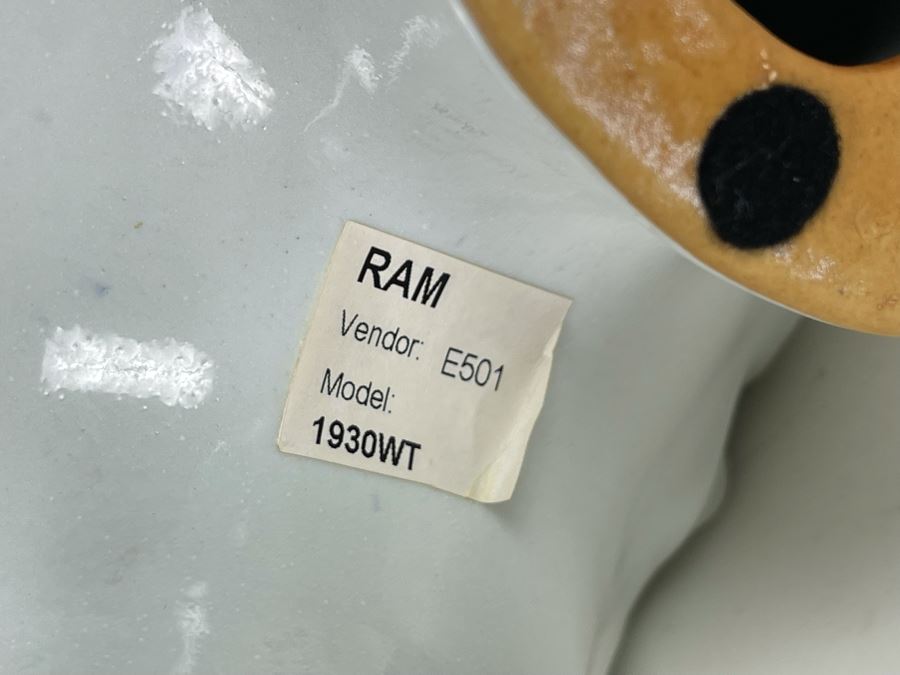 RAM
Vendor: E501
Model:
1930WT